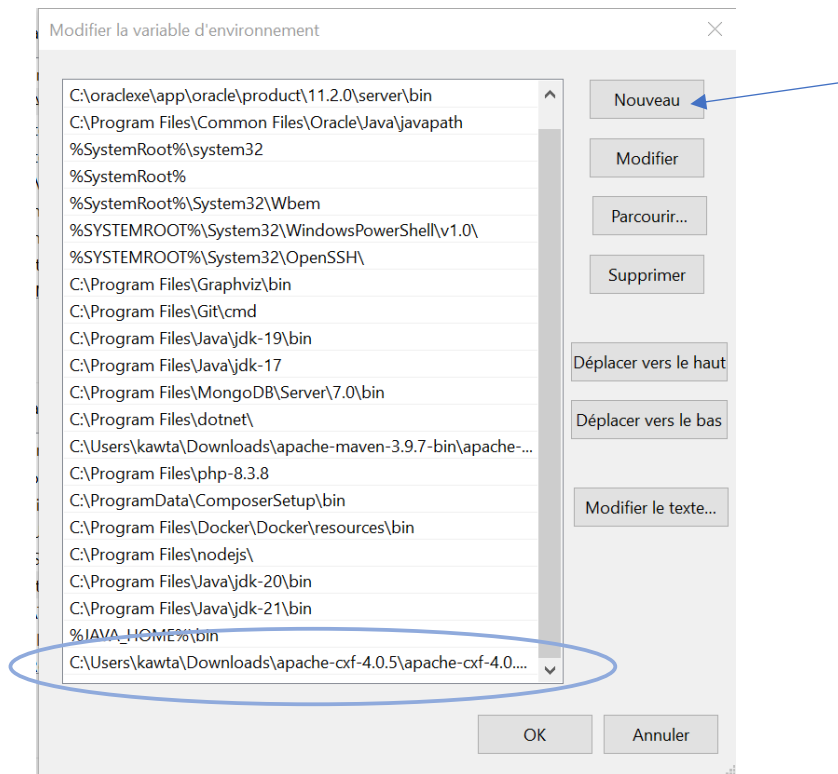 Modifier la variable d'environnement
C:\oraclexe\app\oracle\product\11.2.0\server\bin
C:\Program Files\Common Files\Oracle\Java\javapath
%SystemRoot%\system32
%SystemRoot%
%SystemRoot%\System32\Wbem
%SYSTEMROOT%\System32\WindowsPowerShell\v1.0\
%SYSTEMROOT%\System32\OpenSSH\
C:\Program Files\Graphviz\bin
C:\Program Files\Git\cmd
C:\Program Files\Java\jdk-19\bin
C:\Program Files\Java\jdk-17
C:\Program Files\MongoDB\Server\7.0\bin
C:\Program Files\dotnet\
C:\Users\kawta\Downloads\apache-maven-3.9.7-bin\apache-...
C:\Program Files\php-8.3.8
C:\ProgramData\ComposerSetup\bin
C:\Program Files\Docker\Docker\resources\bin
C:\Program Files\nodejs\
C:\Program Files\Java\jdk-20\bin
C:\Program Files\Java\jdk-21\bin
%JAVA_HOME%\bin
C:\Users\kawta\Downloads\apache-cxf-4.0.5\apache-cxf-4.0....
Nouveau
Modifier
Parcourir...
Supprimer
Déplacer vers le haut
Déplacer vers le bas
Modifier le texte...
OK
Annuler